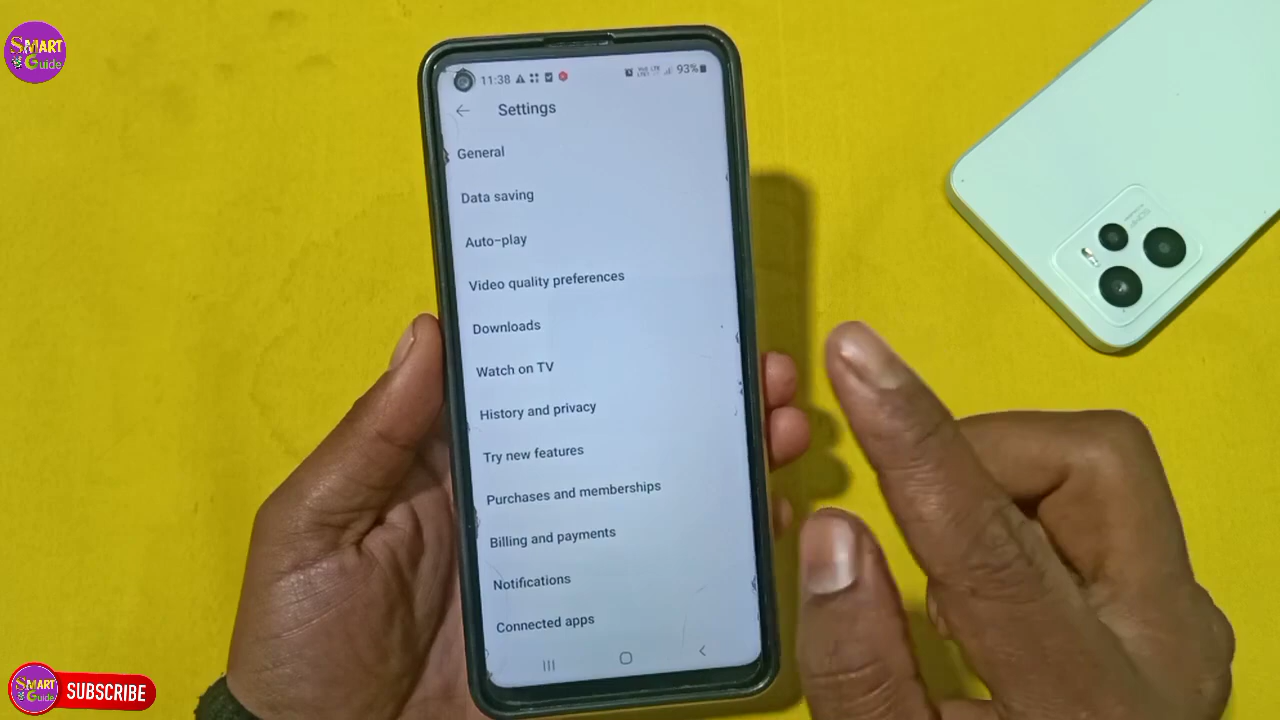 SMART
Guide
11:38
93%
Settings
General
Data saving
Auto-play
Video quality preferences
Downloads
Watch on TV
History and privacy
Try new features
Purchases and memberships
Billing and payments
Notifications
Connected apps
SMART
Guide
SUBSCRIBE